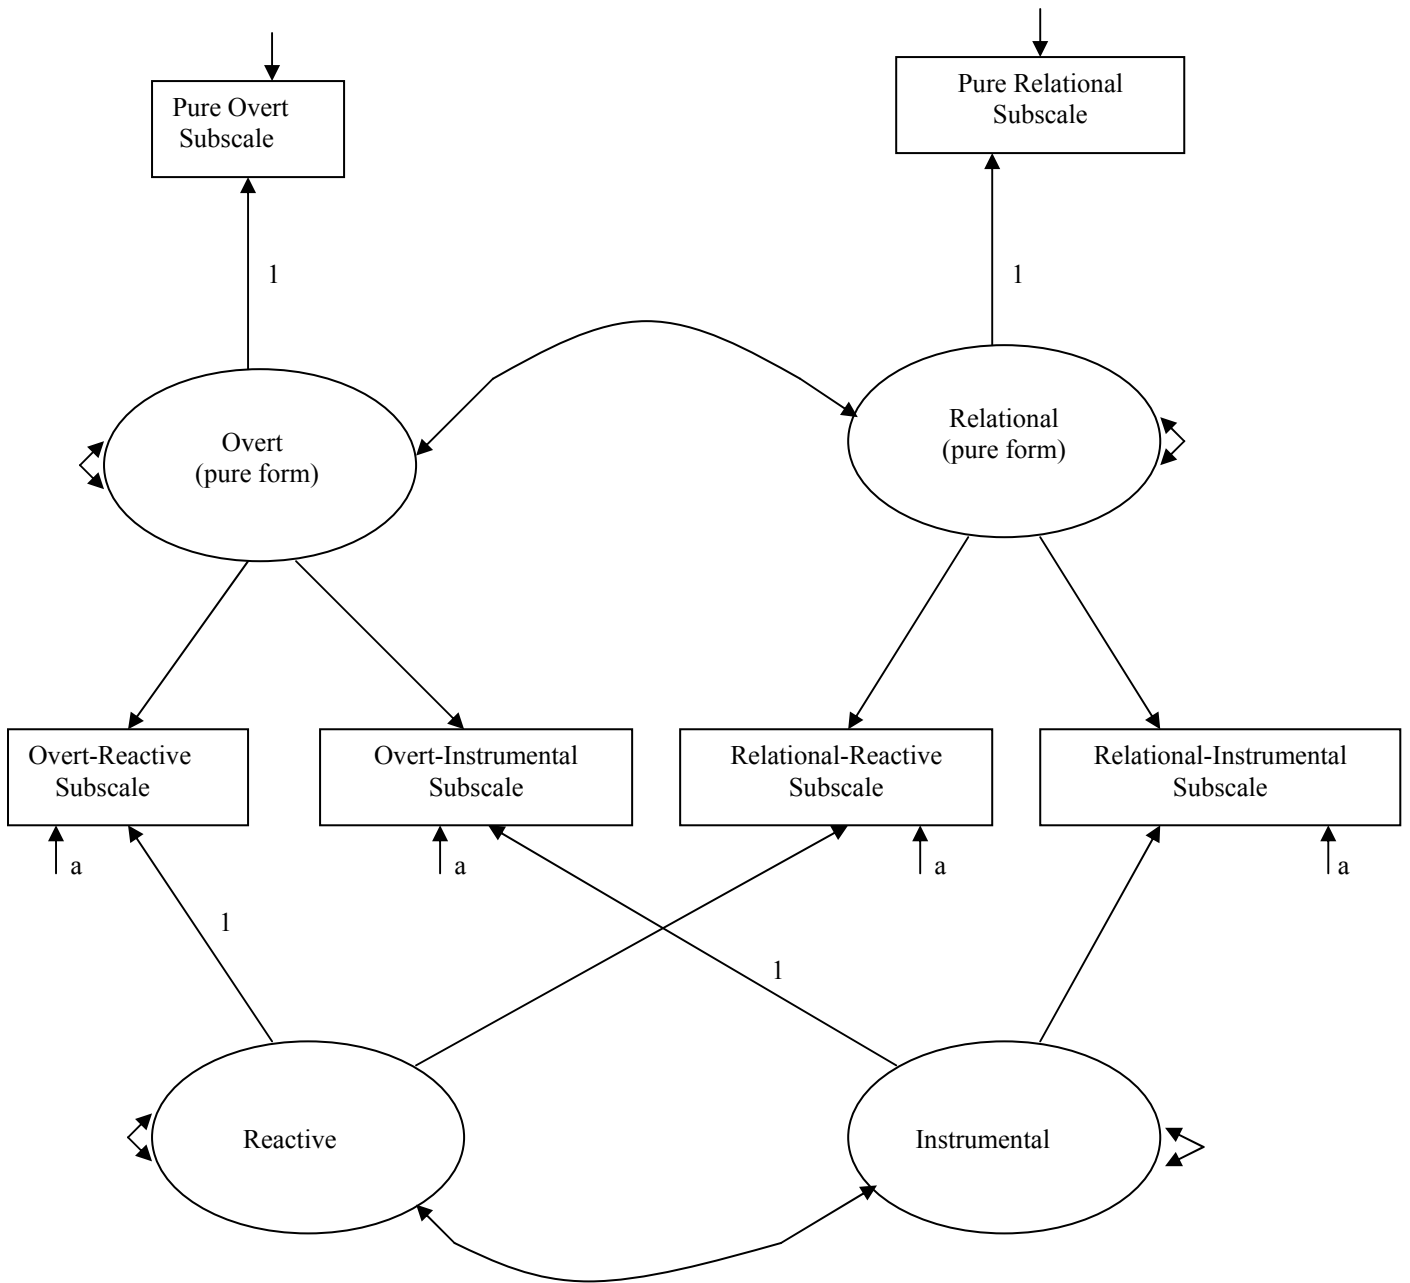 Pure Overt
Subscale
Pure Relational
Subscale
1
1
Overt
(pure form)
Relational
(pure form)
Overt-Reactive
Subscale
Overt-Instrumental
Subscale
Relational-Reactive
Subscale
Relational-Instrumental
Subscale
a
a
a
a
1
1
Reactive
Instrumental